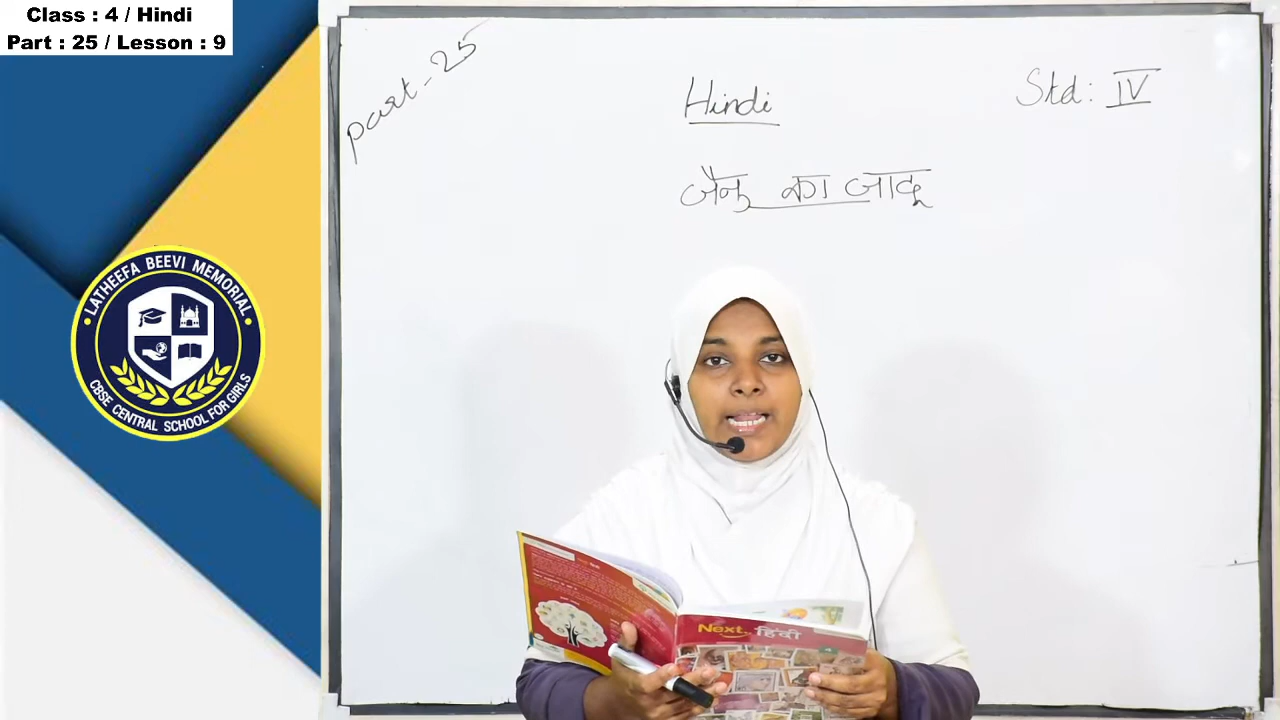 Class : 4 / Hindi
Part : 25 / Lesson : 9
part-25
Hindi
Std: IV
जैनू का जादू
LATHEEFA BEEVI MEMORIAL
CBSE CENTRAL SCHOOL FOR GIRLS
Next हिंदी